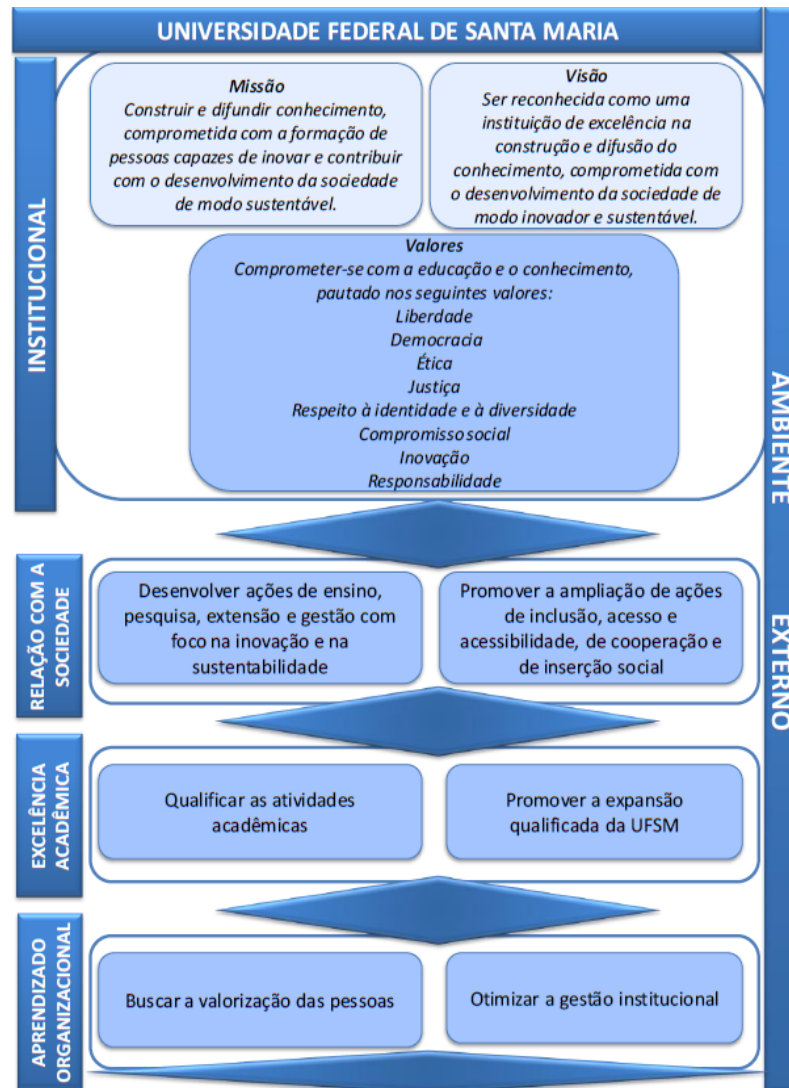 UNIVERSIDADE FEDERAL DE SANTA MARIA
INSTITUCIONAL
Missão
Construir e difundir conhecimento,
comprometida com a formação de
pessoas capazes de inovar e contribuir
com o desenvolvimento da sociedade
de modo sustentável.
Visão
Ser reconhecida como uma
instituição de excelência na
construção e difusão do
conhecimento, comprometida com
o desenvolvimento da sociedade de
modo inovador e sustentável.
Valores
Comprometer-se com a educação e o conhecimento,
pautado nos seguintes valores:
Liberdade
Democracia
Ética
Justiça
Respeito à identidade e à diversidade
Compromisso social
Inovação
Responsabilidade
RELAÇÃO COM A
SOCIEDADE
Desenvolver ações de ensino,
pesquisa, extensão e gestão com
foco na inovação e na
sustentabilidade
Promover a ampliação de ações
de inclusão, acesso e
acessibilidade, de cooperação e
de inserção social
EXCELÊNCIA
ACADÊMICA
Qualificar as atividades
acadêmicas
Promover a expansão
qualificada da UFSM
APRENDIZADO
ORGANIZACIONAL
Buscar a valorização das pessoas
Otimizar a gestão institucional
AMBIENTE EXTERNO